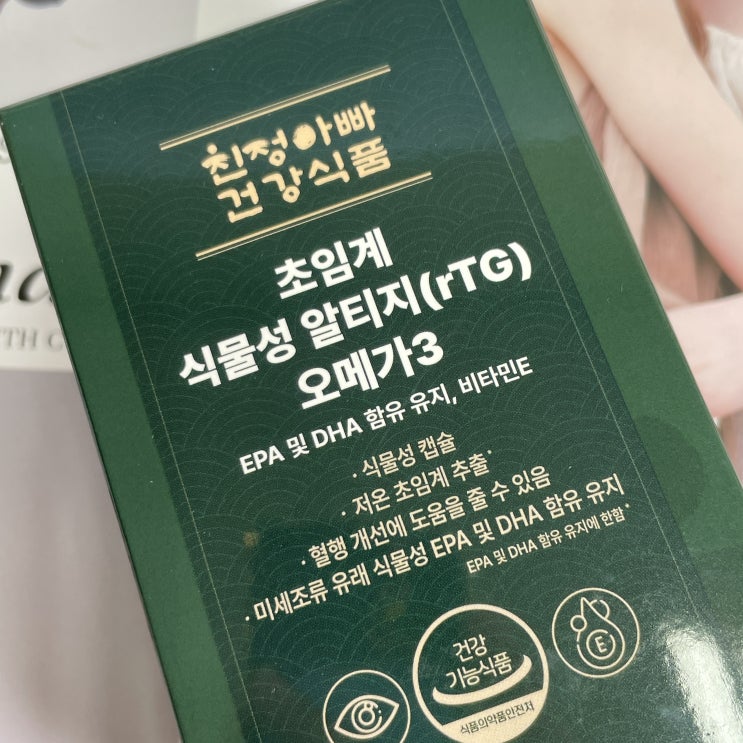 친정아빠
건강식품
초임계
식물성 알티지(rTG)
오메가3
EPA 및 DHA 함유 유지, 비타민E
· 식물성 캡슐
· 저온 초임계 추출
· 혈행 개선에 도움을 줄 수 있음
· 미세조류 유래 식물성 EPA 및 DHA 함유 유지
EPA 및 DHA 함유 유지에 한함
건강
기능식품
식품의약품안전처
E